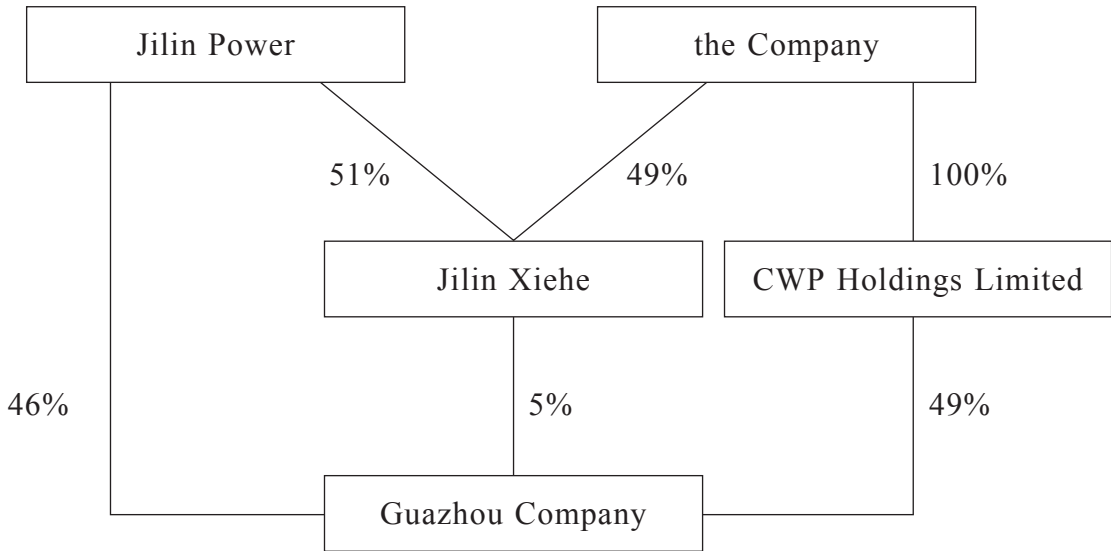 Jilin Power
the Company
51%
49%
100%
Jilin Xiehe
CWP Holdings Limited
46%
5%
49%
Guazhou Company